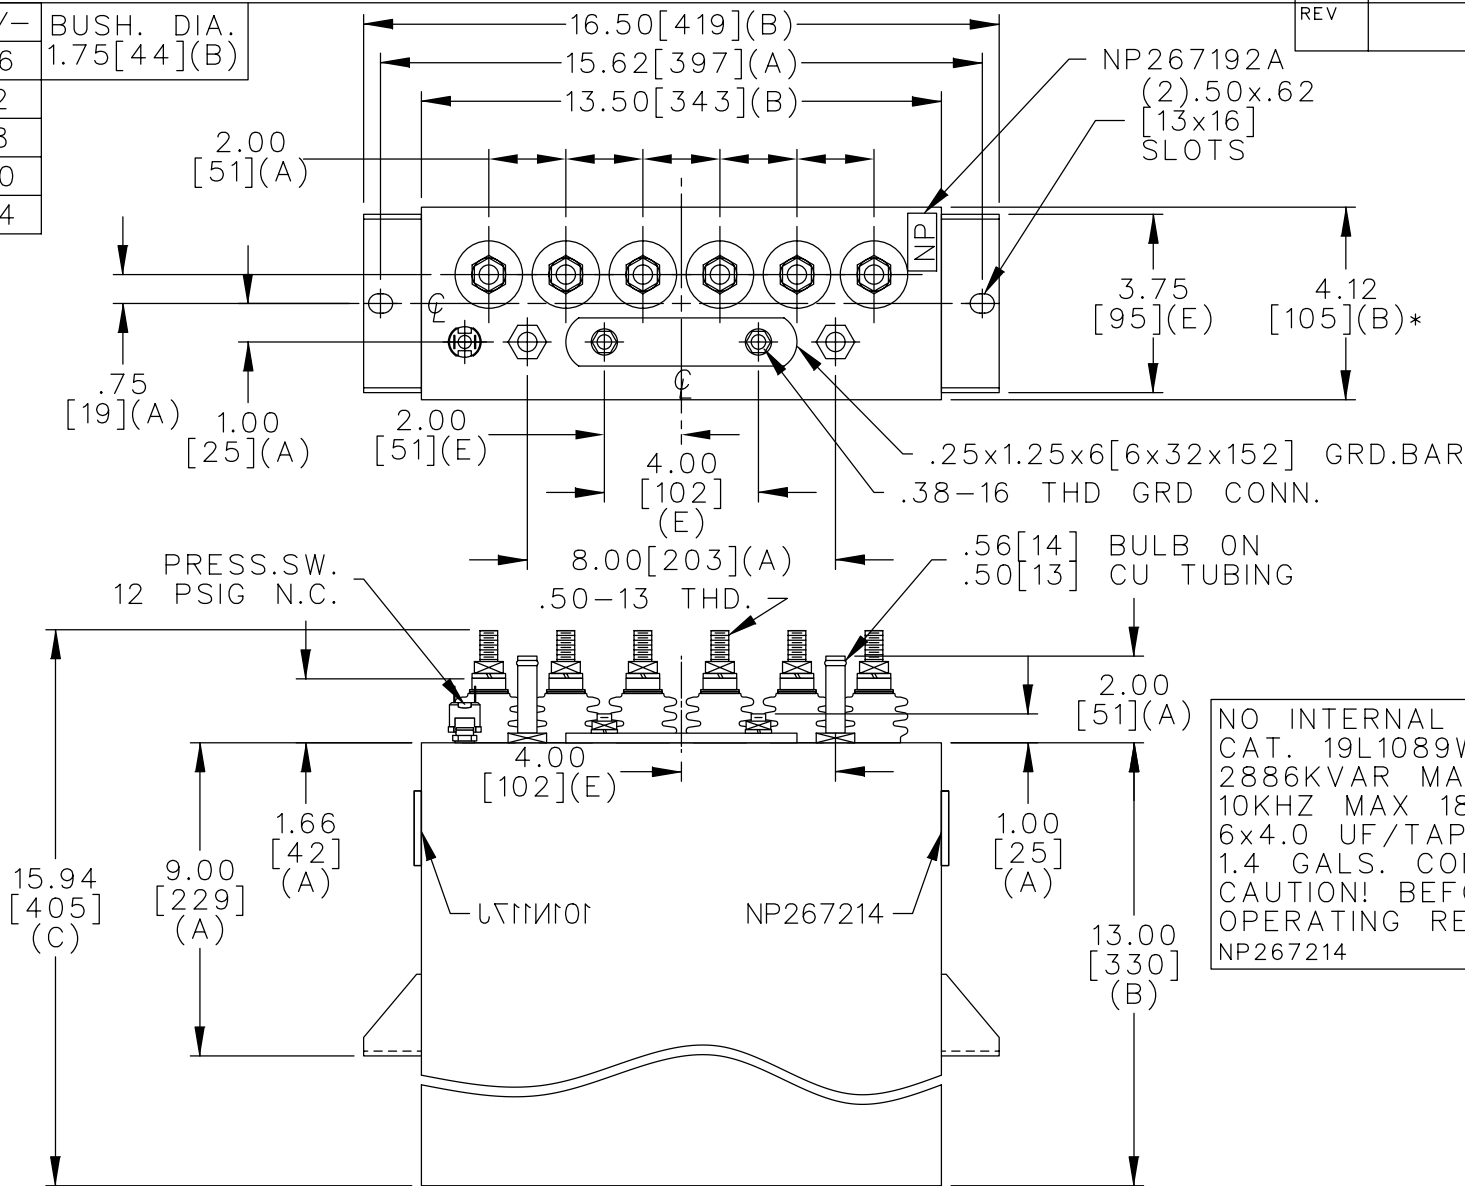 /-
6
2
8
0
4
BUSH. DIA.
1.75[44](B)
16.50[419](B)
15.62[397](A)
13.50[343](B)
REV
NP267192A
(2).50x.62
[13x16]
SLOTS
2.00
[51](A)
NP
3.75
[95](E)
4.12
[105](B)*
.75
[19](A)
1.00
[25](A)
2.00
[51](E)
4.00
[102]
(E)
.25x1.25x6[6x32x152] GRD.BAR
.38-16 THD GRD CONN.
8.00[203](A)
.50-13 THD.
.56[14] BULB ON
.50[13] CU TUBING
PRESS.SW.
12 PSIG N.C.
2.00
[51](A)
4.00
[102](E)
1.66
[42]
(A)
9.00
[229]
(A)
15.94
[405]
(C)
1.00
[25]
(A)
13.00
[330]
(B)
101N117J
NP267214
NO INTERNAL
CAT. 19L1089W
2886KVAR MA
10KHZ MAX 18
6x4.0 UF/TAP
1.4 GALS. CO
CAUTION! BEFO
OPERATING RE
NP267214